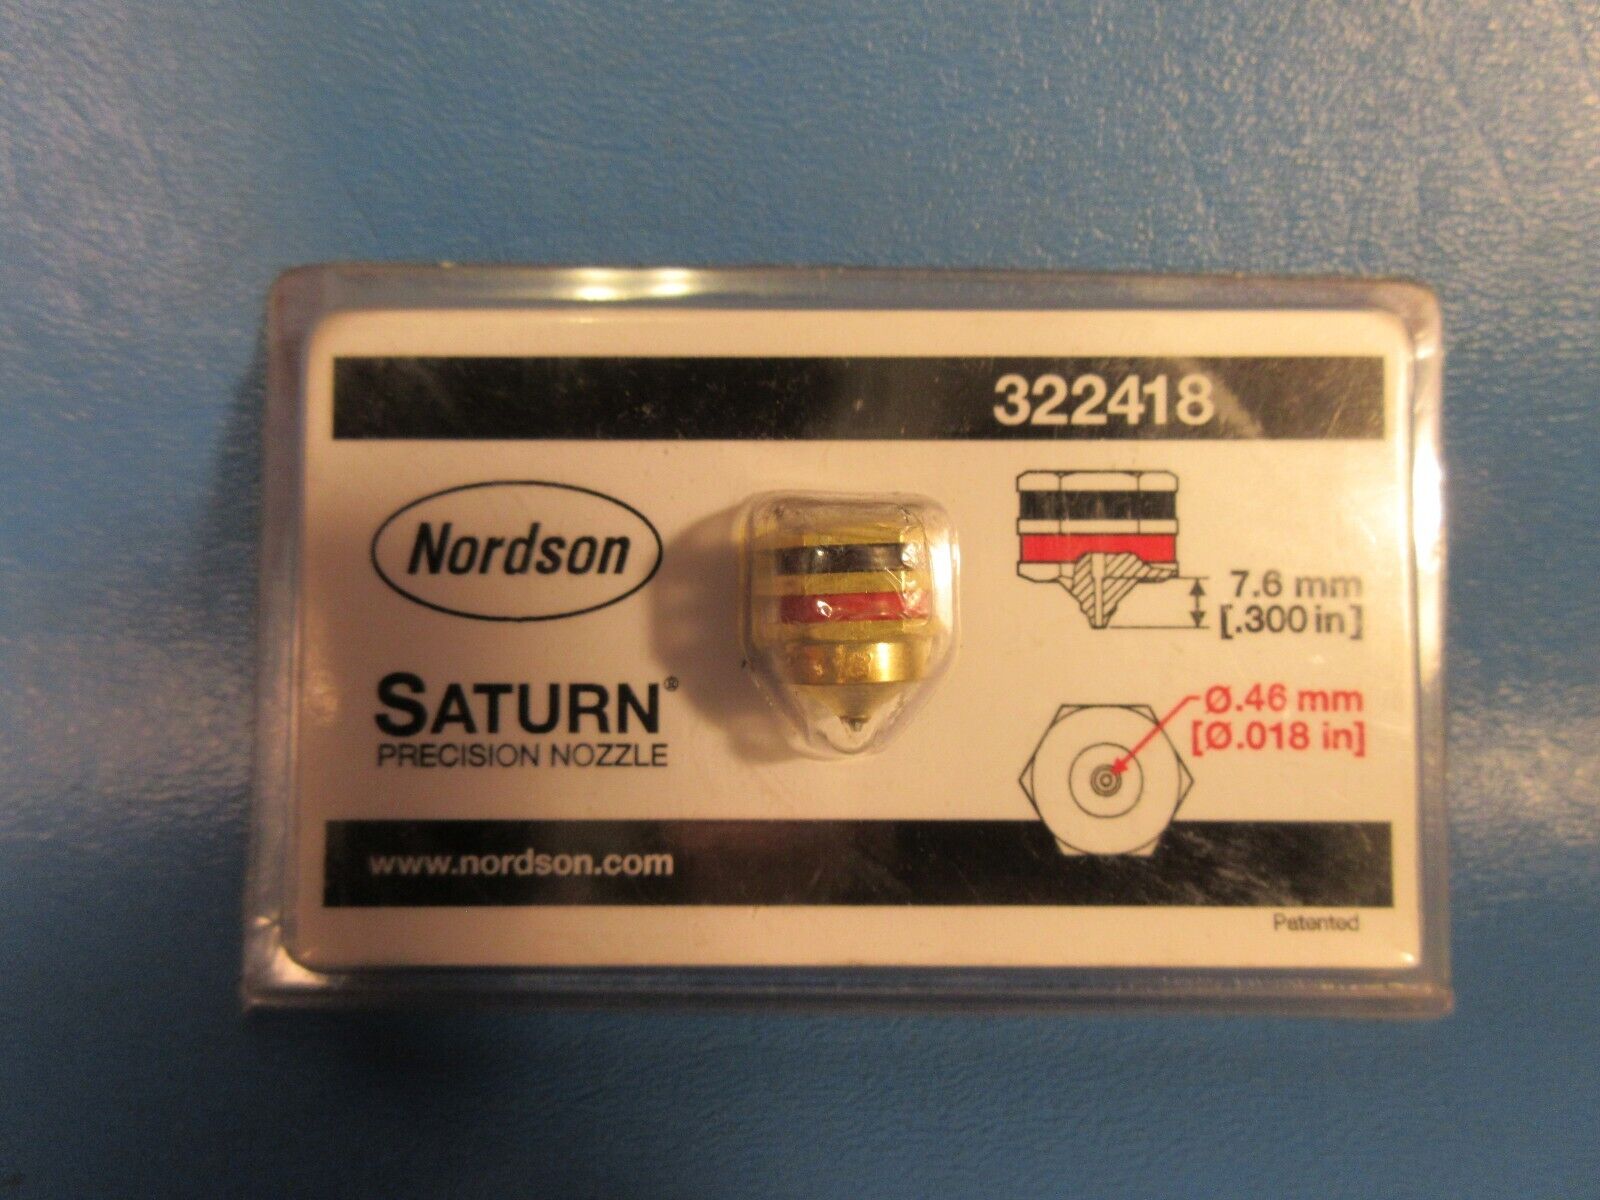 322418
Nordson
7.6 mm
[.300 in]
SATURN®
PRECISION NOZZLE
Ø.46 mm
[Ø.018 in]
www.nordson.com
Patented